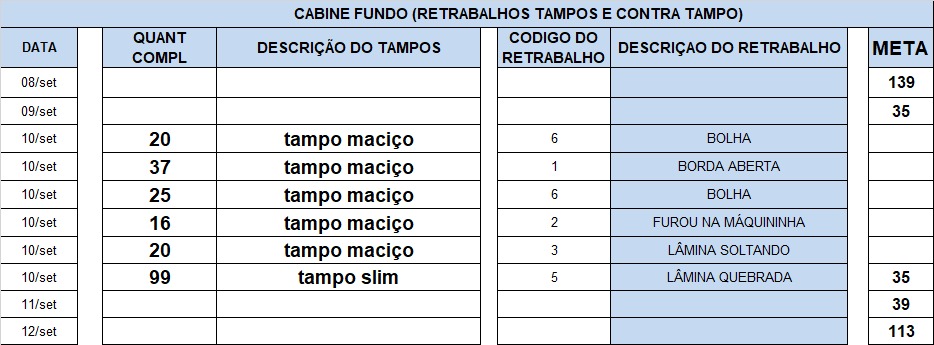 CABINE FUNDO (RETRABALHOS TAMPOS E CONTRA TAMPO)
DATA QUANT COMPL DESCRIÇÃO DO TAMPOS CODIGO DO RETRABALHO DESCRIÇAO DO RETRABALHO META
08/set 139
09/set 35
10/set 20 tampo maciço 6 BOLHA
10/set 37 tampo maciço 1 BORDA ABERTA
10/set 25 tampo maciço 6 BOLHA
10/set 16 tampo maciço 2 FUROU NA MÁQUININHA
10/set 20 tampo maciço 3 LÂMINA SOLTANDO
10/set 99 tampo slim 5 LÂMINA QUEBRADA 35
11/set 39
12/set 113